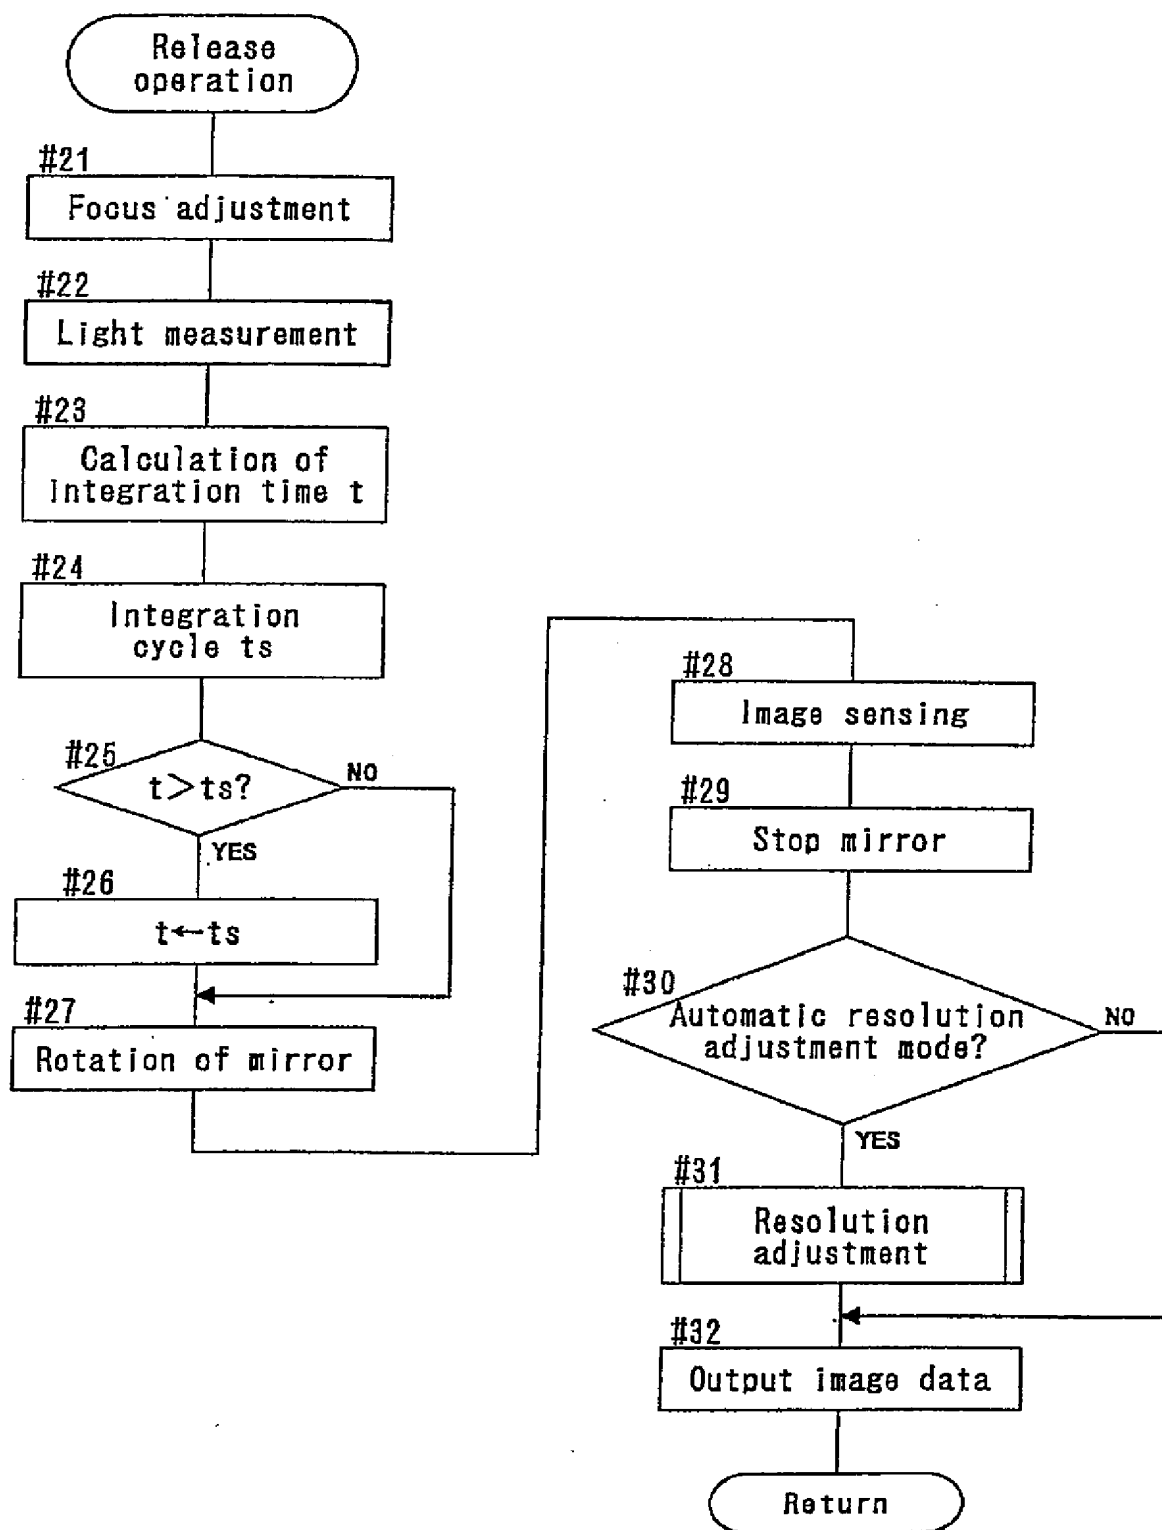 Release
operation
#21
Focus adjustment
#22
Light measurement
#23
Calculation of
Integration time t
#24
Integration
cycle ts
#25
t>ts?
NO
YES
#26
t←ts
#27
Rotation of mirror
#28
Image sensing
#29
Stop mirror
#30
Automatic resolution
adjustment mode?
NO
YES
#31
Resolution
adjustment
#32
Output image data
Return